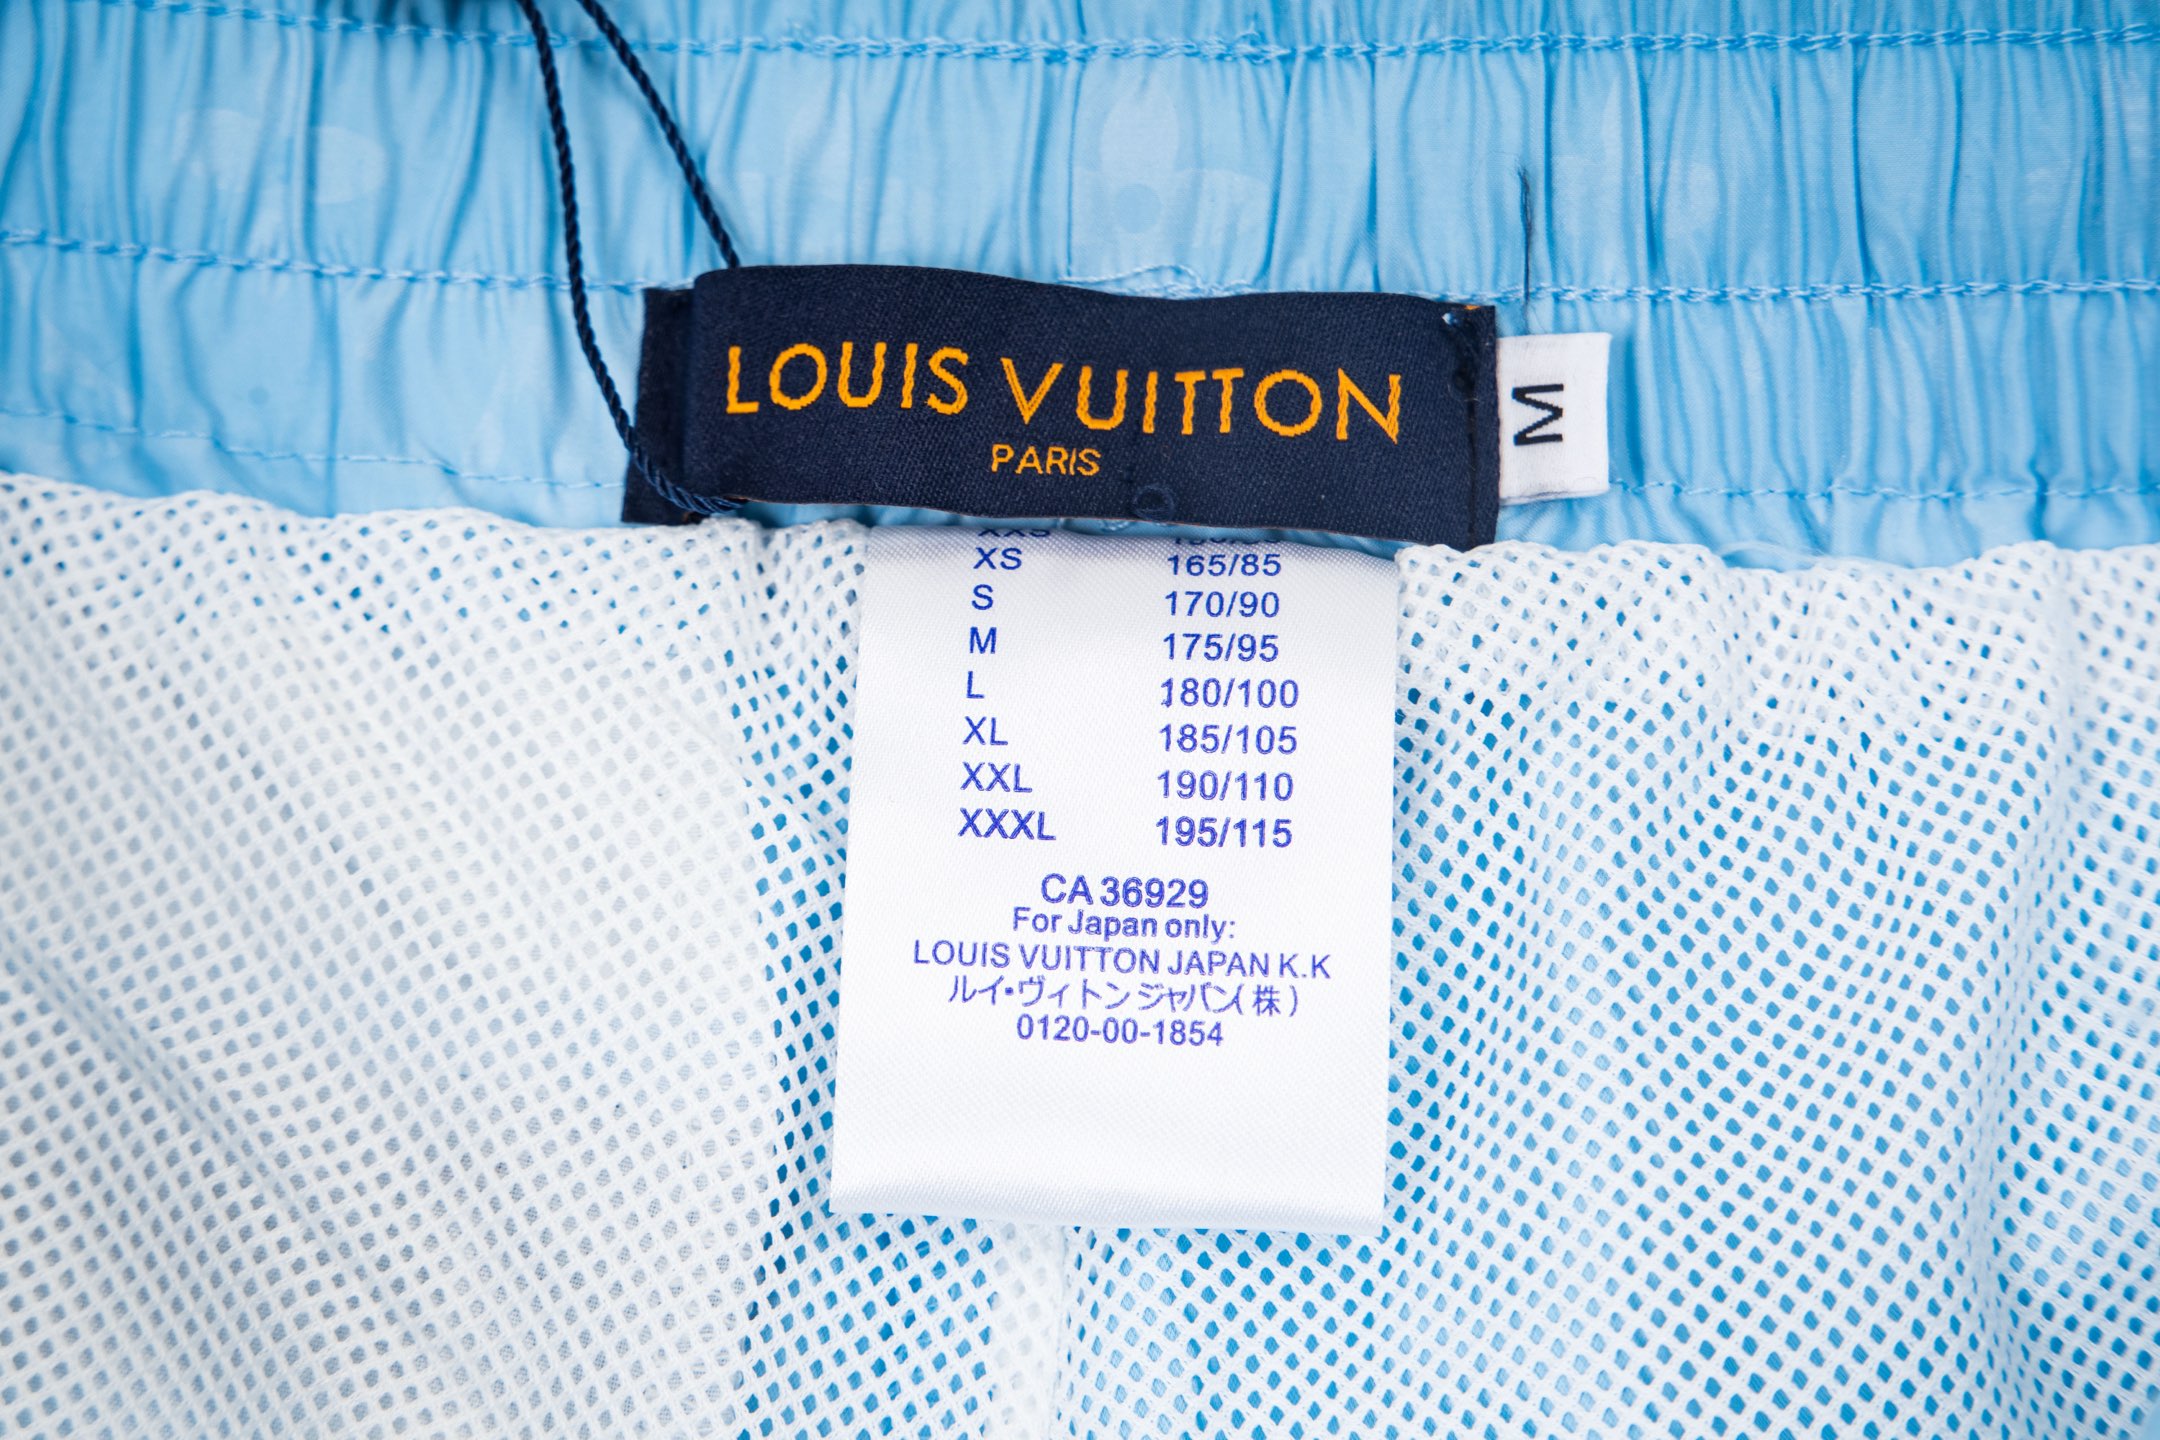 LOUIS VUITTON
PARIS
M
XXS
XS 165/85
S 170/90
M 175/95
L 180/100
XL 185/105
XXL 190/110
XXXL 195/115
CA 36929
For Japan only:
LOUIS VUITTON JAPAN K.K
ルイ・ヴィトンジャパン(株)
0120-00-1854